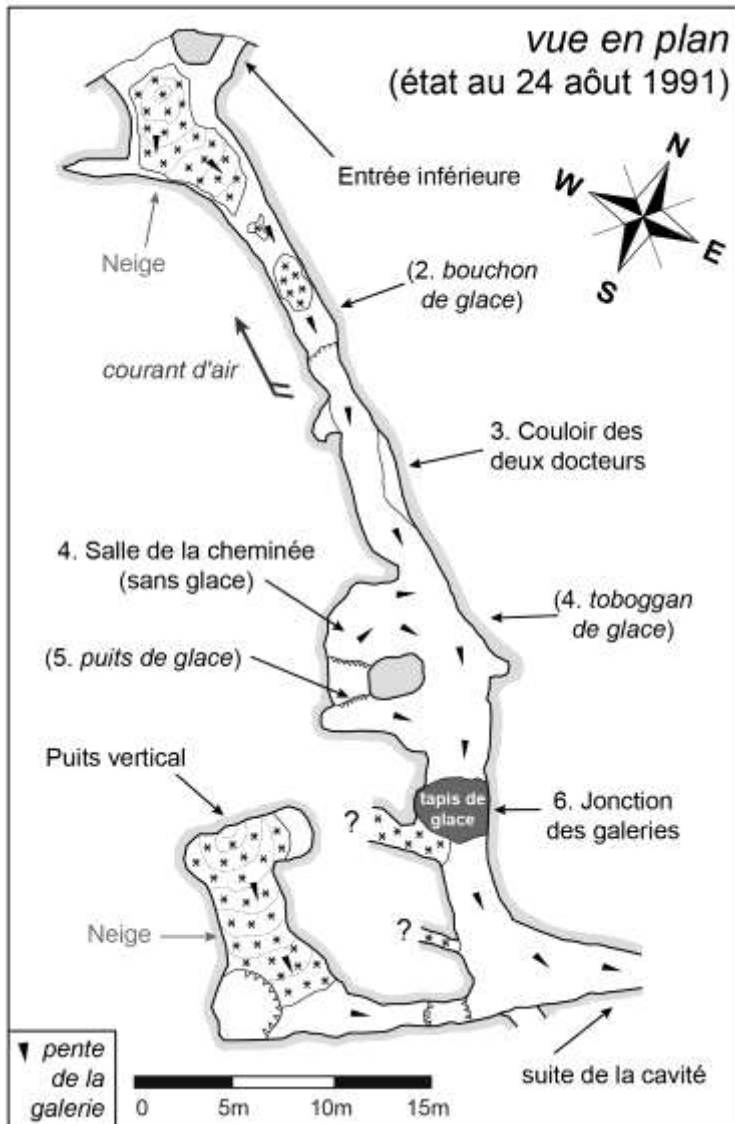 vue en plan
(état au 24 aôut 1991)
N
W
E
S
Entrée inférieure
Neige
(2. bouchon
de glace)
courant d'air
3. Couloir des
deux docteurs
4. Salle de la cheminée
(sans glace)
(4. toboggan
de glace)
(5. puits de glace)
Puits vertical
tapis de
glace
6. Jonction
des galeries
?
Neige
?
suite de la cavité
pente
de la
galerie
0 5m 10m 15m